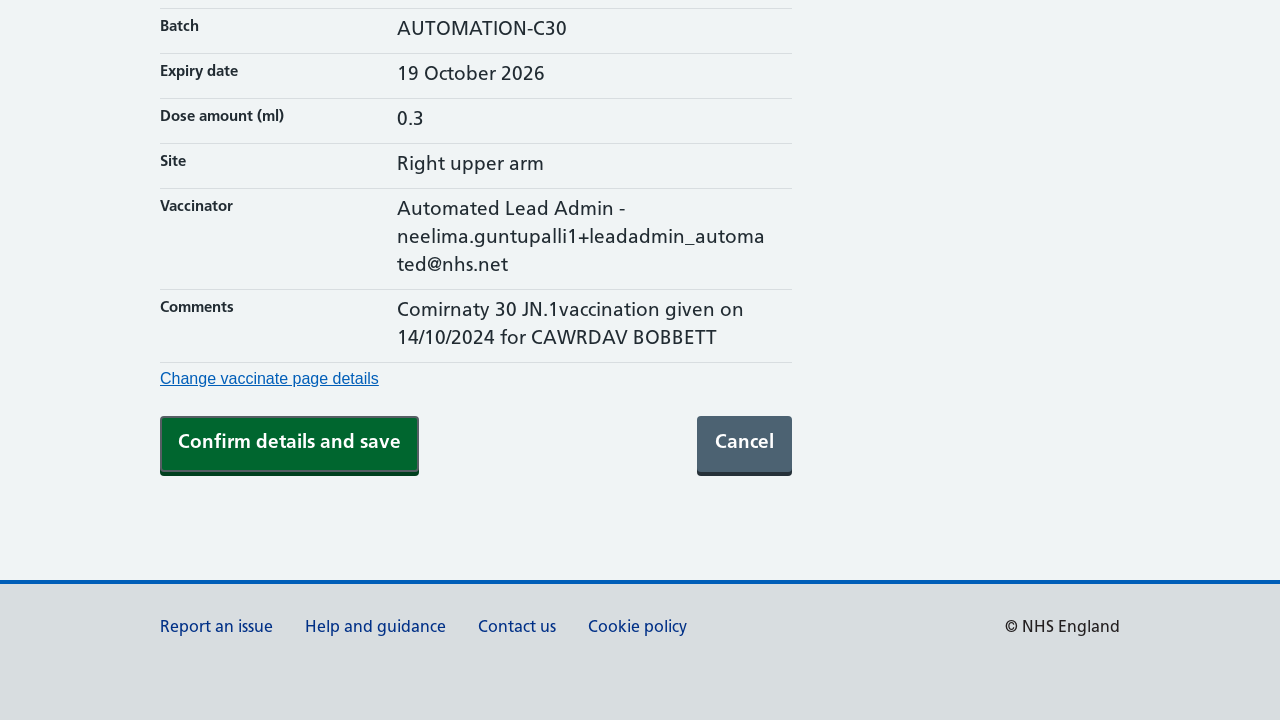 Batch
AUTOMATION-C30
Expiry date
19 October 2026
Dose amount (ml)
0.3
Site
Right upper arm
Vaccinator
Automated Lead Admin -
neelima.guntupalli1+leadadmin_automa
ted@nhs.net
Comments
Comirnaty 30 JN.1vaccination given on
14/10/2024 for CAWRDAV BOBBETT
Change vaccinate page details
Confirm details and save
Cancel
Report an issue
Help and guidance
Contact us
Cookie policy
© NHS England